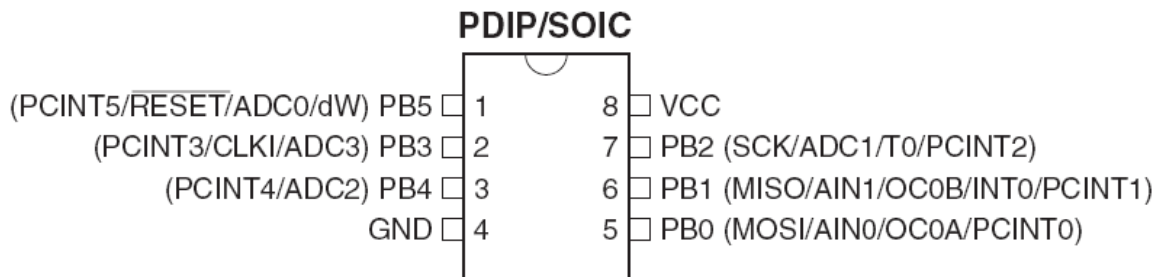 PDIP/SOIC
(PCINT5/RESET/ADC0/dW) PB5 1 8 VCC
(PCINT3/CLKI/ADC3) PB3 2 7 PB2 (SCK/ADC1/T0/PCINT2)
(PCINT4/ADC2) PB4 3 6 PB1 (MISO/AIN1/OC0B/INT0/PCINT1)
GND 4 5 PB0 (MOSI/AIN0/OC0A/PCINT0)